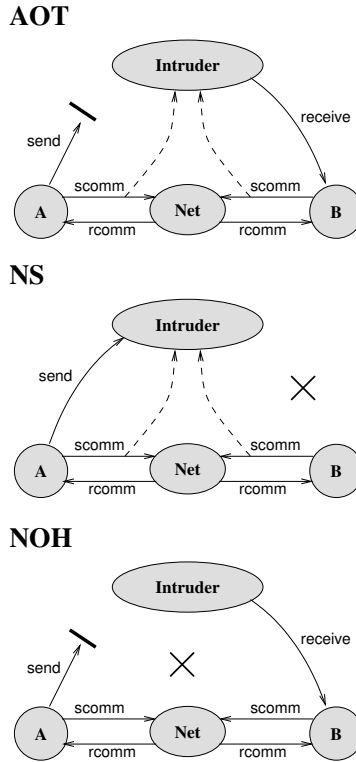 AOT
Intruder
send
receive
scomm
scomm
A
Net
B
rcomm
rcomm
NS
Intruder
send
scomm
scomm
A
Net
B
rcomm
rcomm
NOH
Intruder
send
receive
scomm
scomm
A
Net
B
rcomm
rcomm